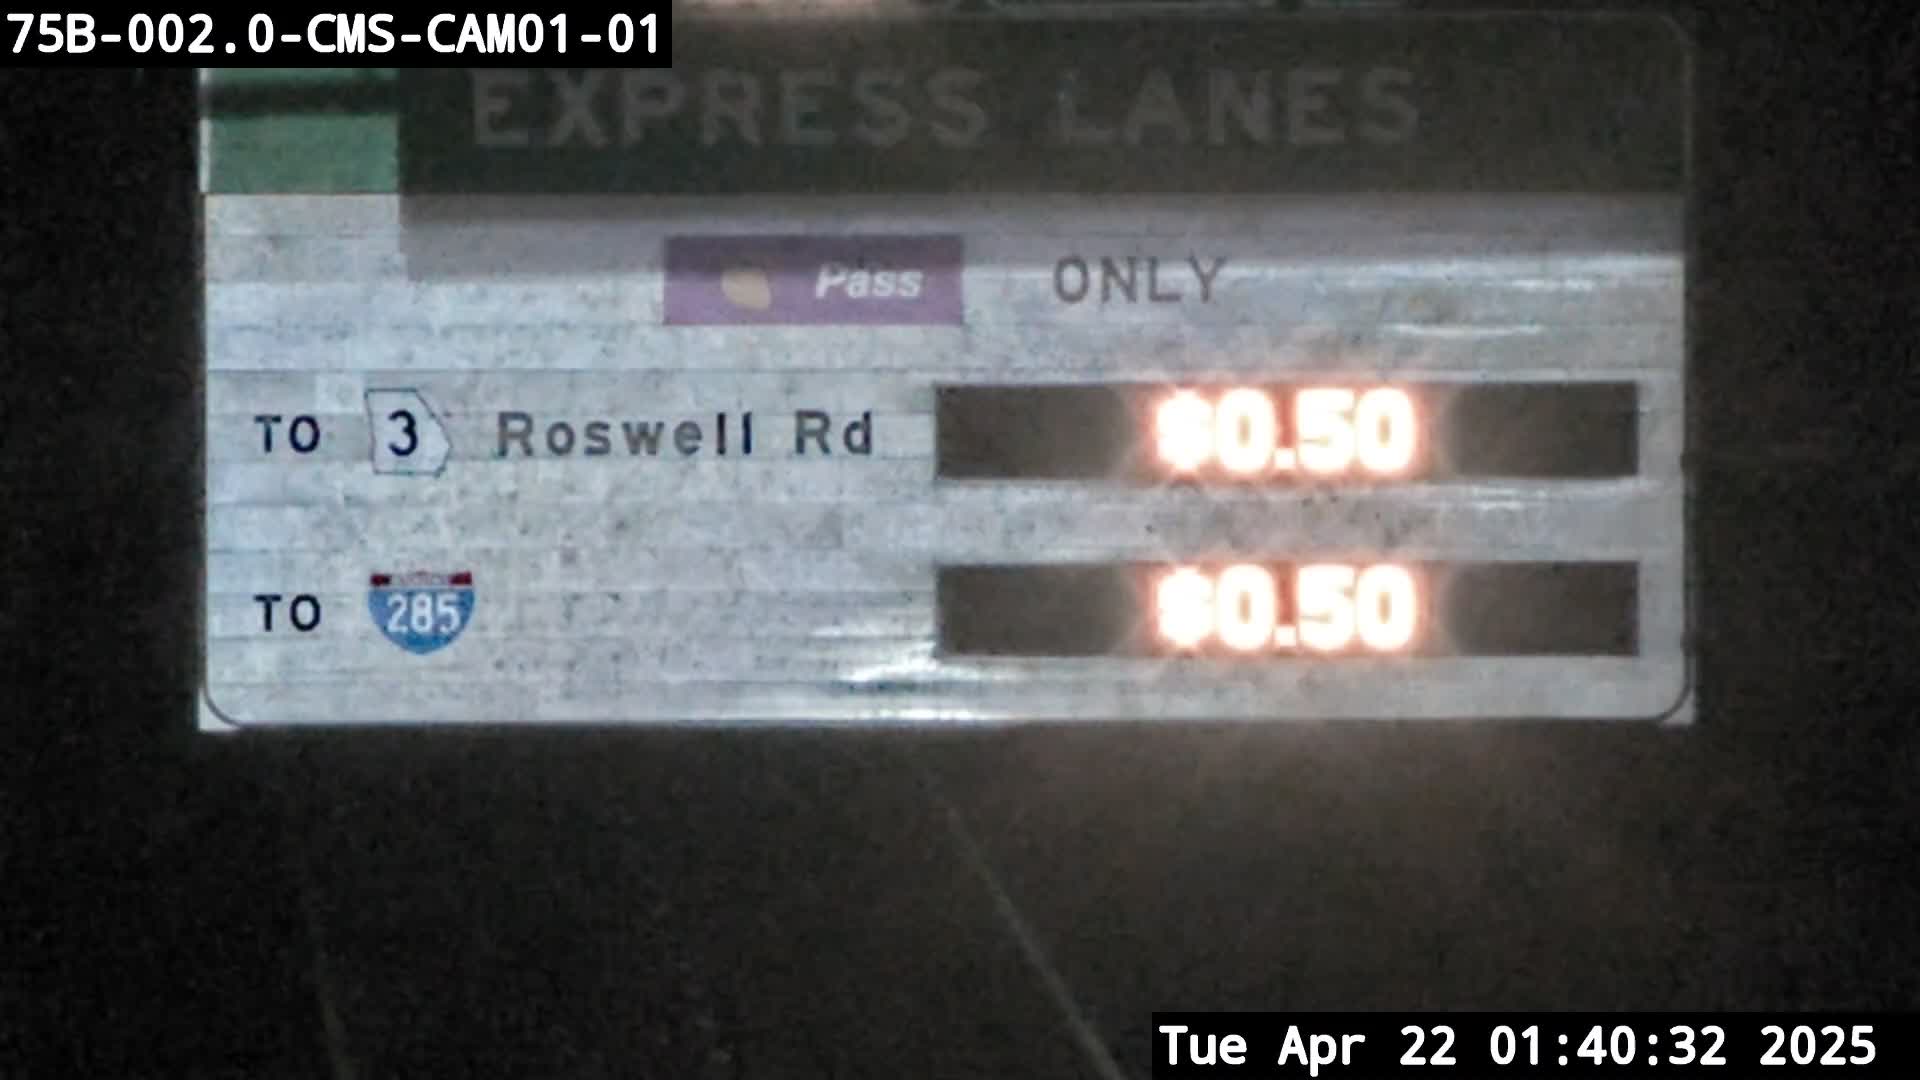 75B-002.0-CMS-CAM01-01
EXPRESS LANES
Pass ONLY
TO 3 Roswell Rd $0.50
TO 285 $0.50
Tue Apr 22 01:40:32 2025